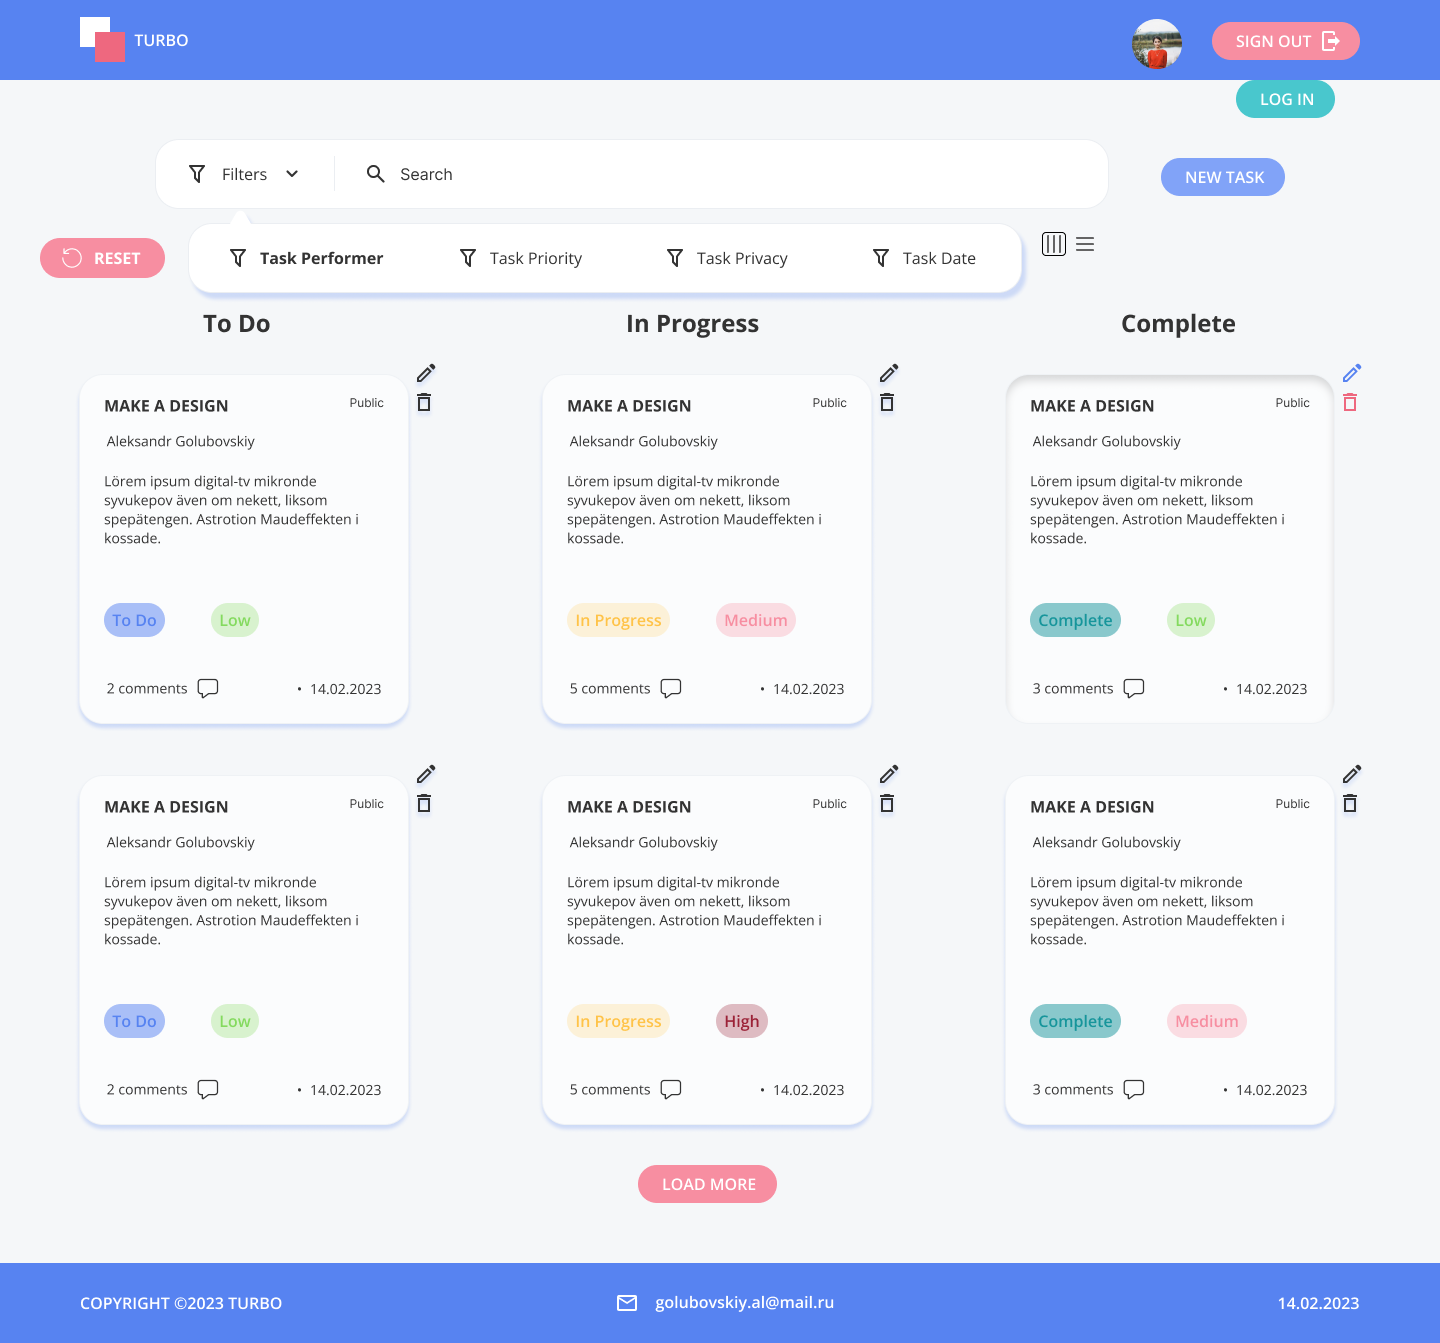 TURBO
SIGN OUT
LOG IN
Filters
Search
NEW TASK
RESET
Task Performer
Task Priority
Task Privacy
Task Date
To Do
In Progress
Complete
MAKE A DESIGN
Public
Aleksandr Golubovskiy
Lörem ipsum digital-tv mikronde
syvukepov även om nekett, liksom
spepätengen. Astrotion Maudeffekten i
kossade.
To Do
Low
2 comments
• 14.02.2023
MAKE A DESIGN
Public
Aleksandr Golubovskiy
Lörem ipsum digital-tv mikronde
syvukepov även om nekett, liksom
spepätengen. Astrotion Maudeffekten i
kossade.
In Progress
Medium
5 comments
• 14.02.2023
MAKE A DESIGN
Public
Aleksandr Golubovskiy
Lörem ipsum digital-tv mikronde
syvukepov även om nekett, liksom
spepätengen. Astrotion Maudeffekten i
kossade.
Complete
Low
3 comments
• 14.02.2023
MAKE A DESIGN
Public
Aleksandr Golubovskiy
Lörem ipsum digital-tv mikronde
syvukepov även om nekett, liksom
spepätengen. Astrotion Maudeffekten i
kossade.
To Do
Low
2 comments
• 14.02.2023
MAKE A DESIGN
Public
Aleksandr Golubovskiy
Lörem ipsum digital-tv mikronde
syvukepov även om nekett, liksom
spepätengen. Astrotion Maudeffekten i
kossade.
In Progress
High
5 comments
• 14.02.2023
MAKE A DESIGN
Public
Aleksandr Golubovskiy
Lörem ipsum digital-tv mikronde
syvukepov även om nekett, liksom
spepätengen. Astrotion Maudeffekten i
kossade.
Complete
Medium
3 comments
• 14.02.2023
LOAD MORE
COPYRIGHT ©2023 TURBO
golubovskiy.al@mail.ru
14.02.2023